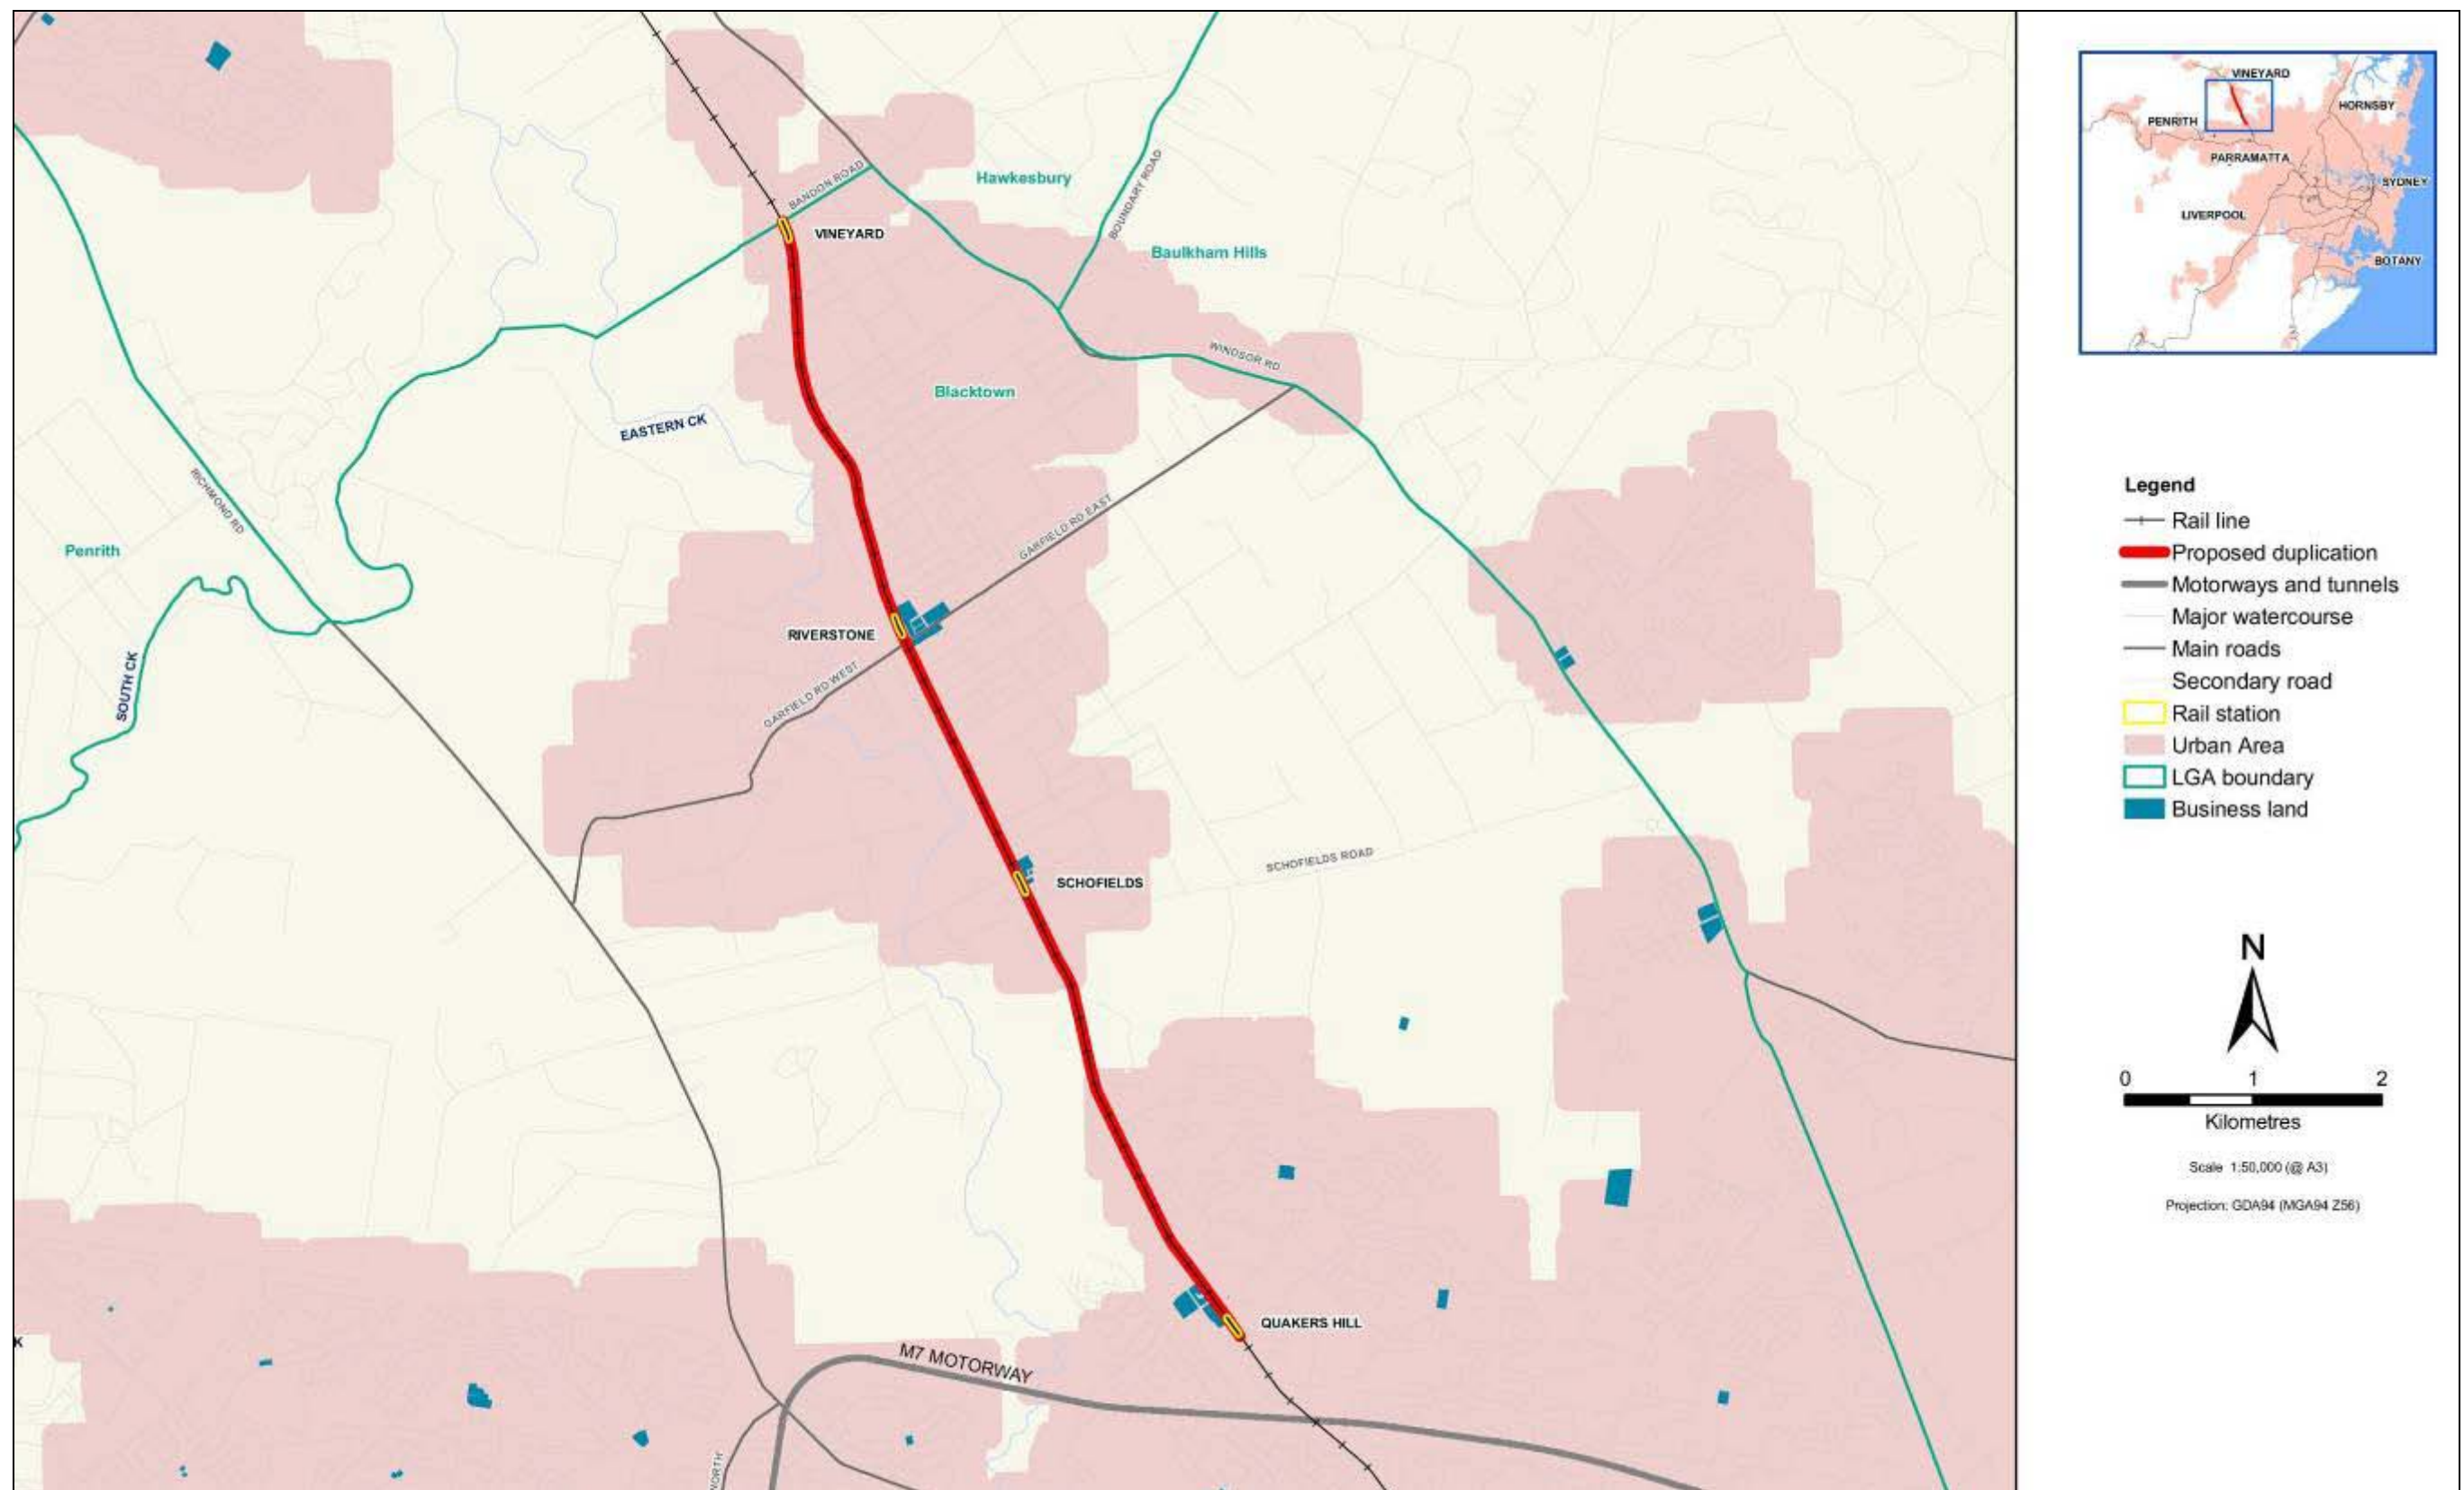 BANDON ROAD
VINEYARD
Hawkesbury
BOUNDARY ROAD
Baulkham Hills
WINDSOR RD
Blacktown
EASTERN CK
RICHMOND RD
Penrith
GARFIELD RD EAST
RIVERSTONE
GARFIELD RD WEST
SOUTH CK
SCHOFIELDS ROAD
SCHOFIELDS
QUAKERS HILL
M7 MOTORWAY
K
NORTH
VINEYARD
HORNSBY
PENRITH
PARRAMATTA
SYDNEY
LIVERPOOL
BOTANY
Legend
Rail line
Proposed duplication
Motorways and tunnels
Major watercourse
Main roads
Secondary road
Rail station
Urban Area
LGA boundary
Business land
N
0 1 2
Kilometres
Scale 1:50,000 (@ A3)
Projection: GDA94 (MGA94 Z56)